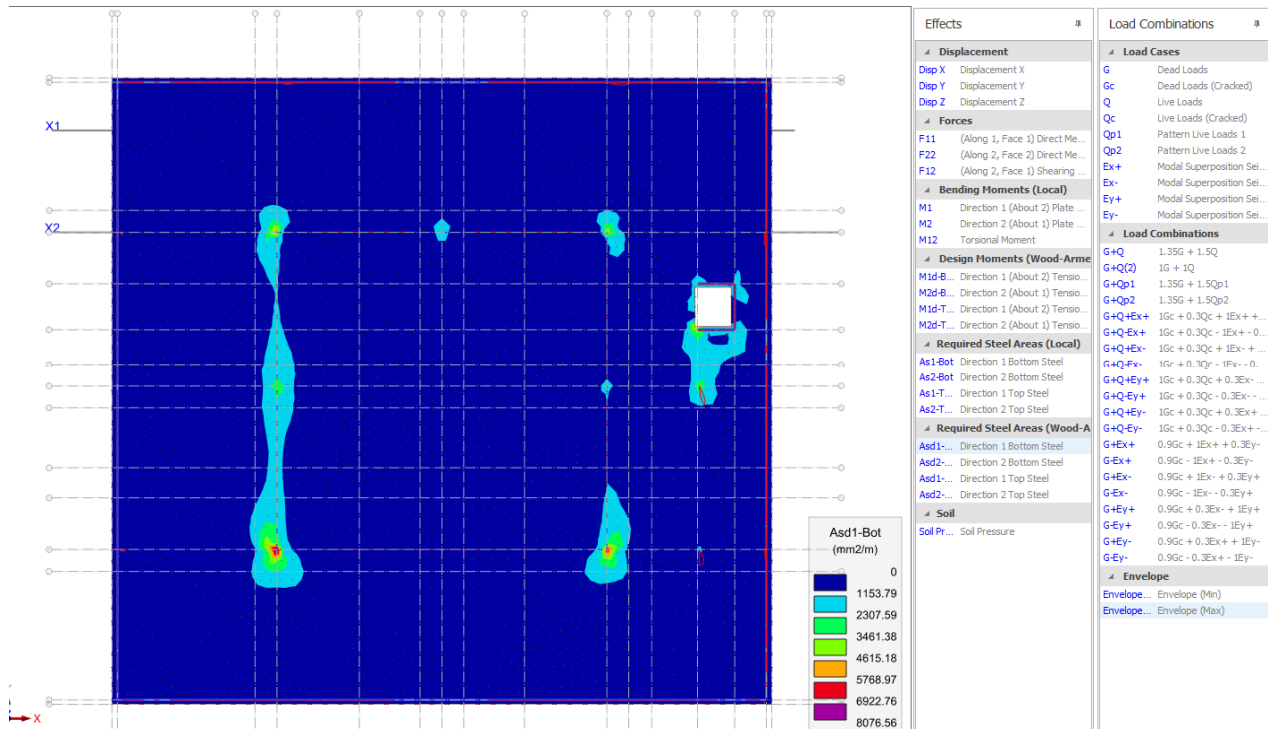 X1
X2
X
Asd1-Bot
(mm2/m)
0
1153.79
2307.59
3461.38
4615.18
5768.97
6922.76
8076.56
Effects
Displacement
Disp X Displacement X
Disp Y Displacement Y
Disp Z Displacement Z
Forces
F11 (Along 1, Face 1) Direct Me...
F22 (Along 2, Face 2) Direct Me...
F12 (Along 2, Face 1) Shearing ...
Bending Moments (Local)
M1 Direction 1 (About 2) Plate ...
M2 Direction 2 (About 1) Plate ...
M12 Torsional Moment
Design Moments (Wood-Arme
M1d-B... Direction 1 (About 2) Tensio...
M2d-B... Direction 2 (About 1) Tensio...
M1d-T... Direction 1 (About 2) Tensio...
M2d-T... Direction 2 (About 1) Tensio...
Required Steel Areas (Local)
As1-Bot Direction 1 Bottom Steel
As2-Bot Direction 2 Bottom Steel
As1-T... Direction 1 Top Steel
As2-T... Direction 2 Top Steel
Required Steel Areas (Wood-A
Asd1-... Direction 1 Bottom Steel
Asd2-... Direction 2 Bottom Steel
Asd1-... Direction 1 Top Steel
Asd2-... Direction 2 Top Steel
Soil
Soil Pr... Soil Pressure
Load Combinations
Load Cases
G Dead Loads
Gc Dead Loads (Cracked)
Q Live Loads
Qc Live Loads (Cracked)
Qp1 Pattern Live Loads 1
Qp2 Pattern Live Loads 2
Ex+ Modal Superposition Sei...
Ex- Modal Superposition Sei...
Ey+ Modal Superposition Sei...
Ey- Modal Superposition Sei...
Load Combinations
G+Q 1.35G + 1.5Q
G+Q(2) 1G + 1Q
G+Qp1 1.35G + 1.5Qp1
G+Qp2 1.35G + 1.5Qp2
G+Q+Ex+ 1Gc + 0.3Qc + 1Ex+ +...
G+Q-Ex+ 1Gc + 0.3Qc - 1Ex+ - 0...
G+Q+Ex- 1Gc + 0.3Qc + 1Ex- + ...
G+Q-Ex- 1Gc + 0.3Qc - 1Ex- - 0...
G+Q+Ey+ 1Gc + 0.3Qc + 0.3Ex- ...
G+Q-Ey+ 1Gc + 0.3Qc - 0.3Ex- - ...
G+Q+Ey- 1Gc + 0.3Qc + 0.3Ex+ ...
G+Q-Ey- 1Gc + 0.3Qc - 0.3Ex+ -...
G+Ex+ 0.9Gc + 1Ex+ + 0.3Ey-
G-Ex+ 0.9Gc - 1Ex+ - 0.3Ey-
G+Ex- 0.9Gc + 1Ex- + 0.3Ey+
G-Ex- 0.9Gc - 1Ex- - 0.3Ey+
G+Ey+ 0.9Gc + 0.3Ex- + 1Ey+
G-Ey+ 0.9Gc - 0.3Ex- - 1Ey+
G+Ey- 0.9Gc + 0.3Ex+ + 1Ey-
G-Ey- 0.9Gc - 0.3Ex+ - 1Ey-
Envelope
Envelope... Envelope (Min)
Envelope... Envelope (Max)